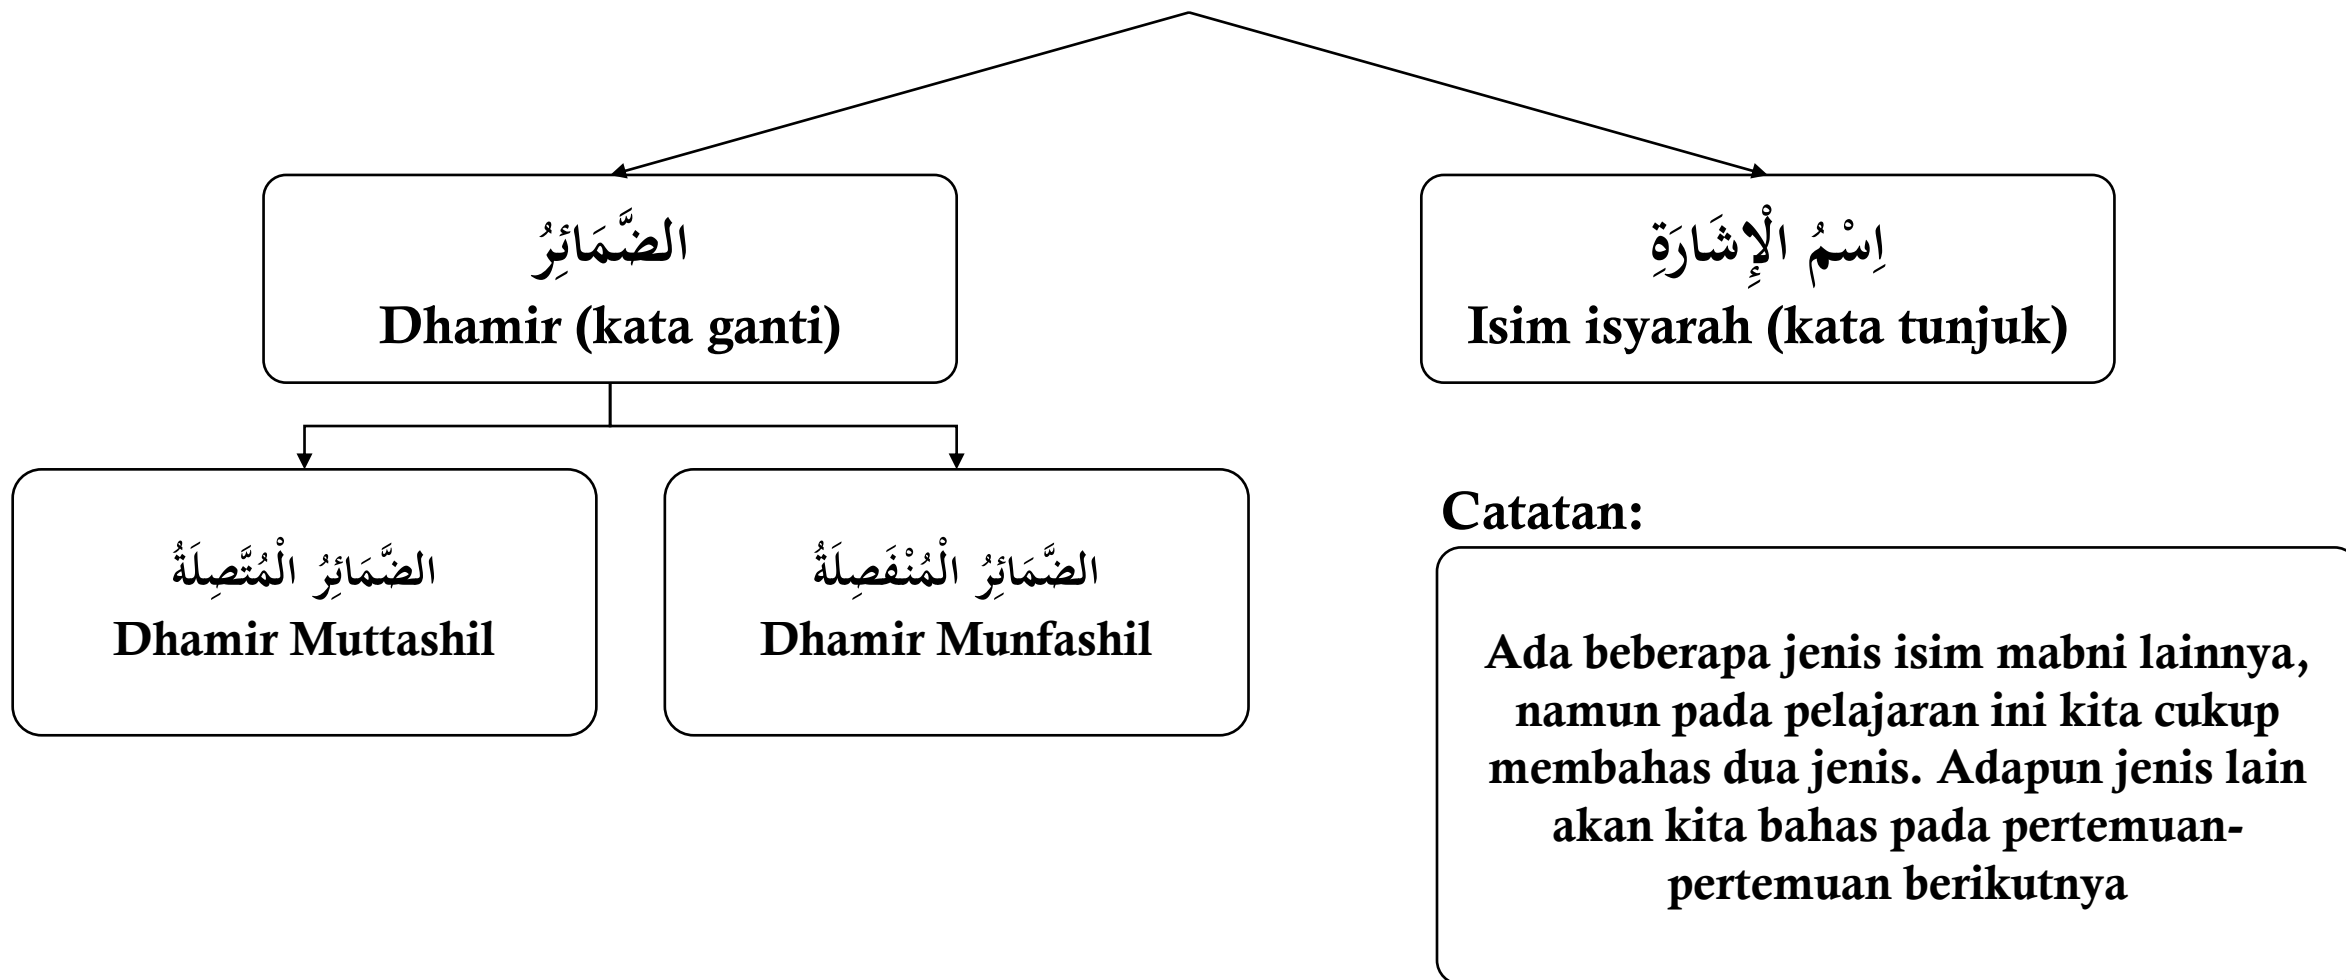 الضَّمَائِرُ
Dhamir (kata ganti)
اِسْمُ الْإِشَارَةِ
Isim isyarah (kata tunjuk)
الضَّمَائِرُ الْمُتَّصِلَةُ
Dhamir Muttashil
الضَّمَائِرُ الْمُنْفَصِلَةُ
Dhamir Munfashil
Catatan:
Ada beberapa jenis isim mabni lainnya,
namun pada pelajaran ini kita cukup
membahas dua jenis. Adapun jenis lain
akan kita bahas pada pertemuan-
pertemuan berikutnya